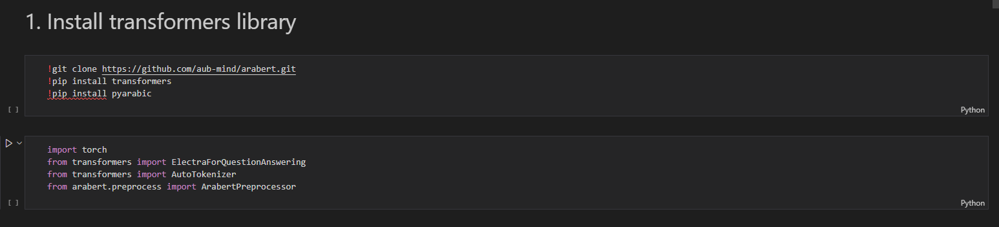 1. Install transformers library
!git clone https://github.com/aub-mind/arabert.git
!pip install transformers
!pip install pyarabic
[ ]
Python
import torch
from transformers import ElectraForQuestionAnswering
from transformers import AutoTokenizer
from arabert.preprocess import ArabertPreprocessor
[ ]
Python